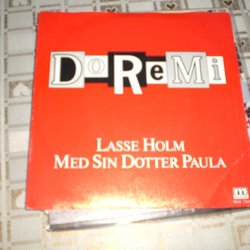 DoReMi
LASSE HOLM
MED SIN DOTTER PAULA
m